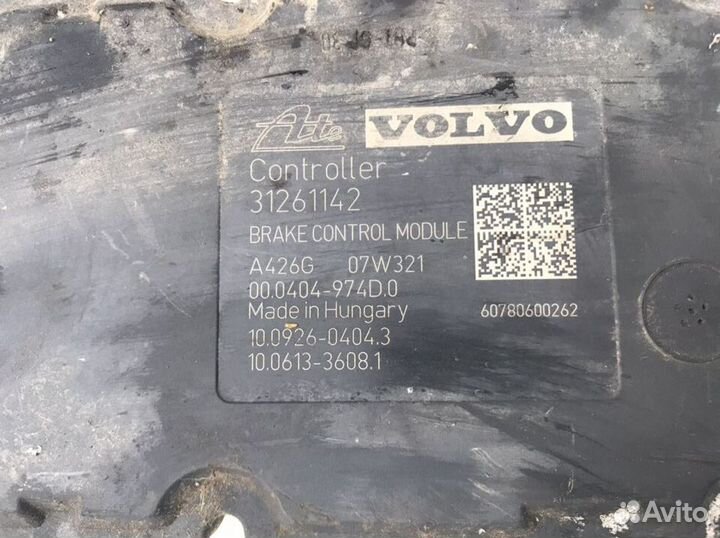 Ate VOLVO
Controller
31261142
BRAKE CONTROL MODULE
A426G 07W321
00.0404-974D.0
Made in Hungary
60780600262
10.0926-0404.3
10.0613-3608.1
Avito